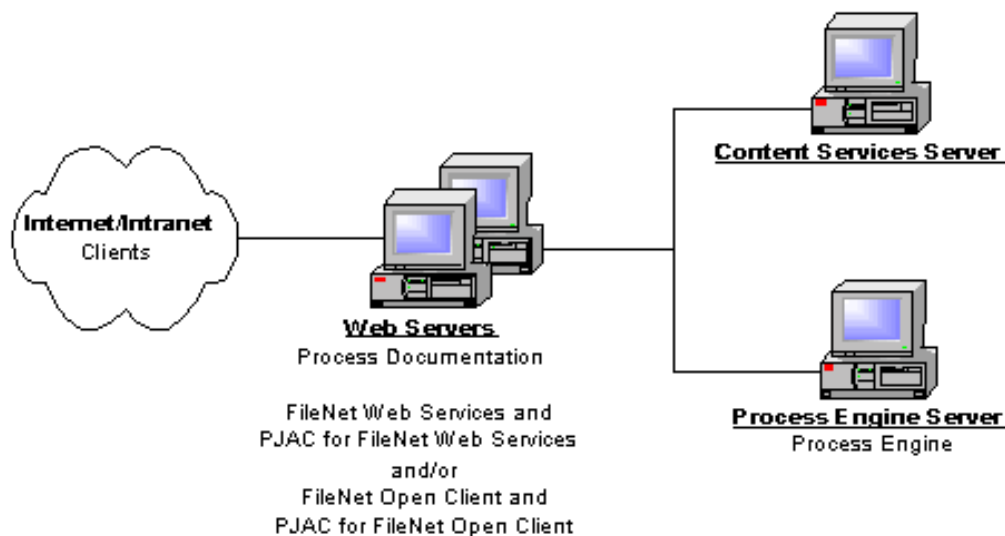 Content Services Server
Internet/Intranet
Clients
Web Servers
Process Documentation
FileNet Web Services and
PJAC for FileNet Web Services
and/or
FileNet Open Client and
PJAC for FileNet Open Client
Process Engine Server
Process Engine